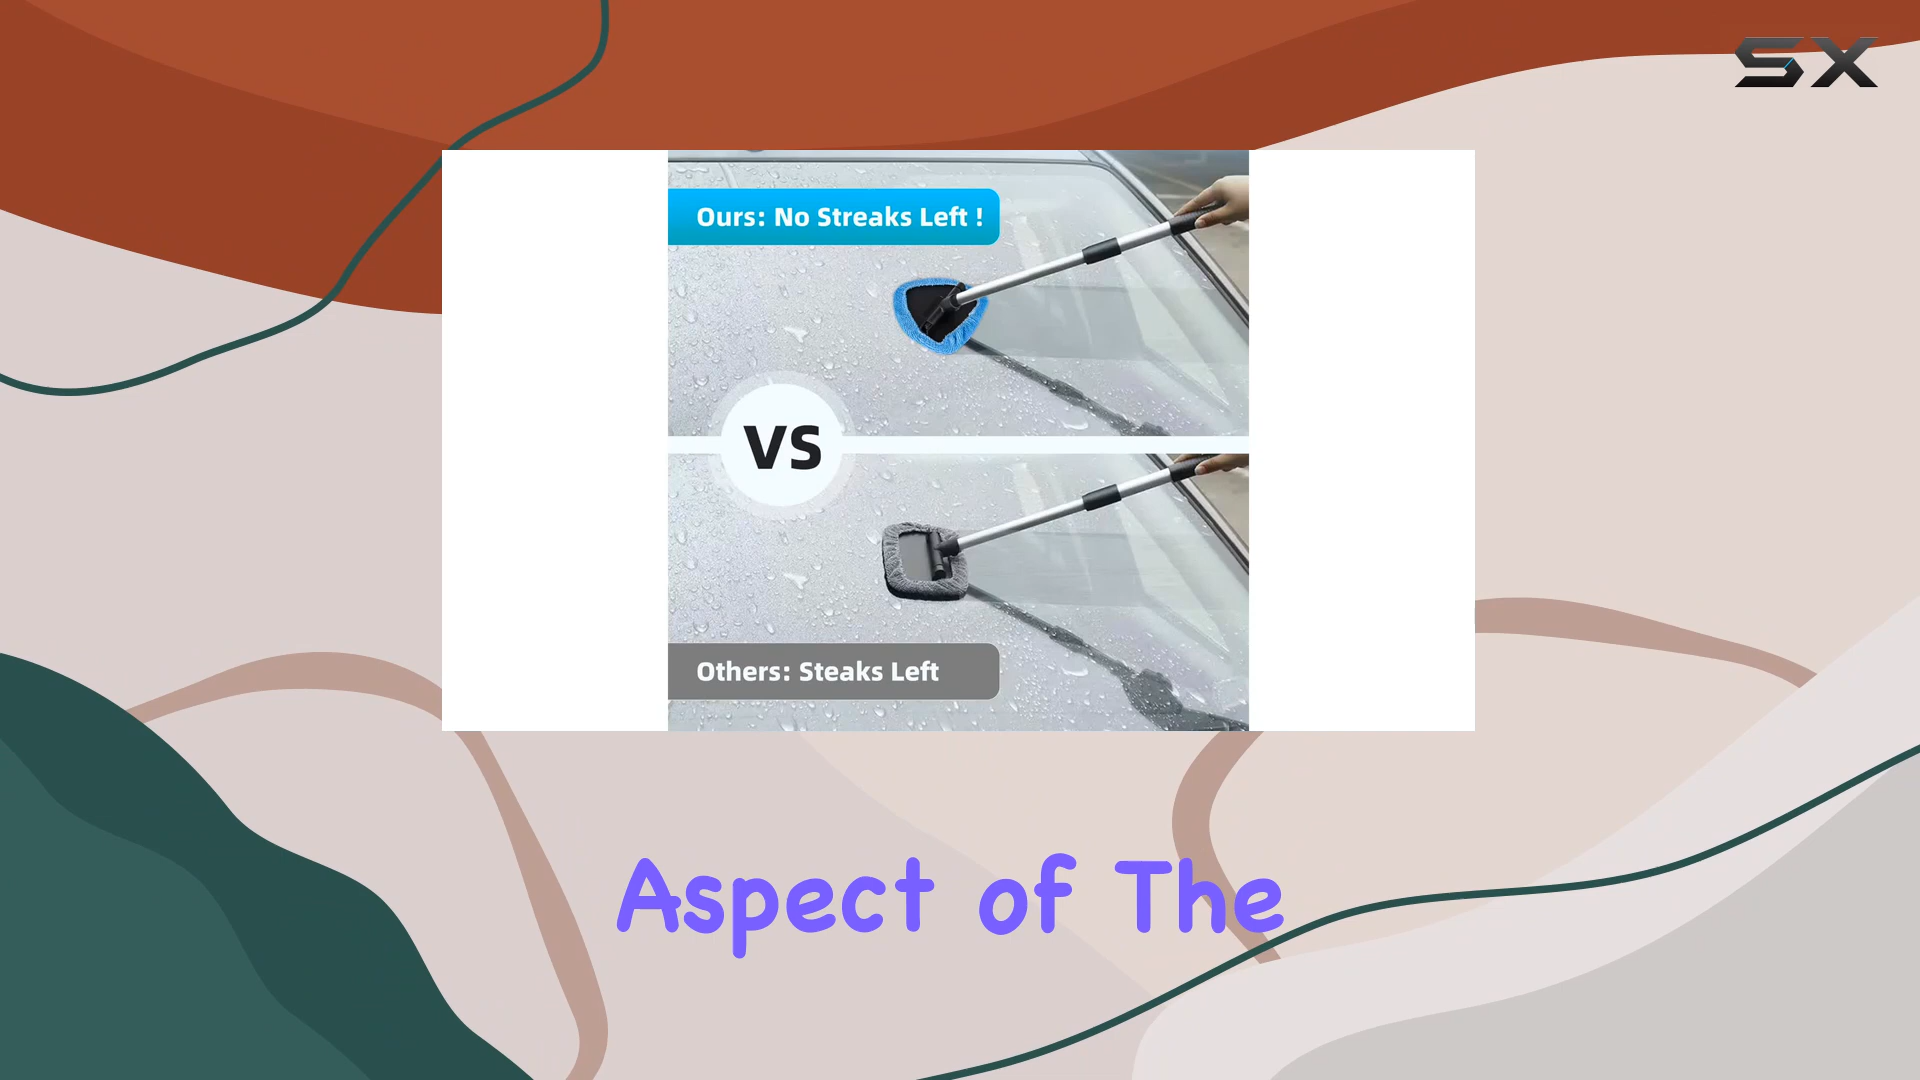 SX
Ours: No Streaks Left !
VS
Others: Steaks Left
Aspect of The